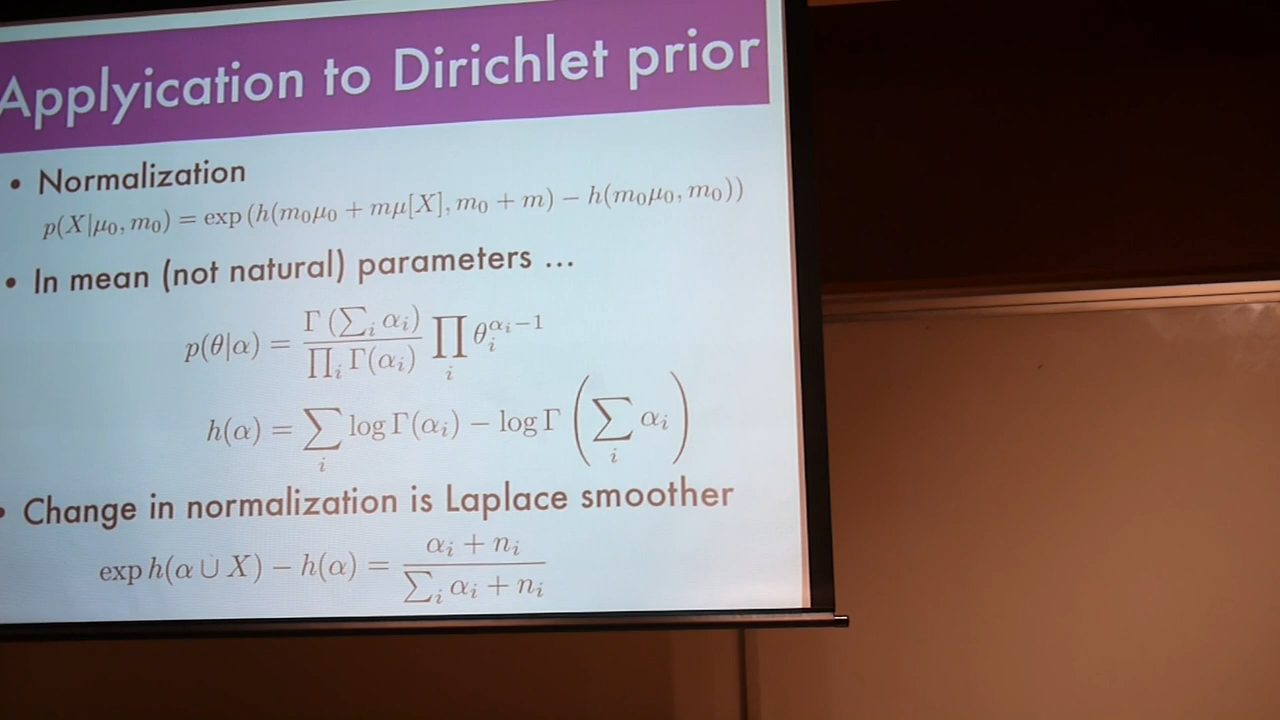 Applyication to Dirichlet prior
• Normalization
p(X|μ₀, m₀) = exp (h(m₀μ₀ + mμ[X], m₀ + m) − h(m₀μ₀, m₀))
• In mean (not natural) parameters ...
p(θ|α) = Γ (∑ᵢ αᵢ) / ∏ᵢ Γ(αᵢ) ∏ᵢ θᵢ^(αᵢ−1)
h(α) = ∑ᵢ log Γ(αᵢ) − log Γ (∑ᵢ αᵢ)
• Change in normalization is Laplace smoother
exp h(α ∪ X) − h(α) = αᵢ + nᵢ / ∑ᵢ αᵢ + nᵢ